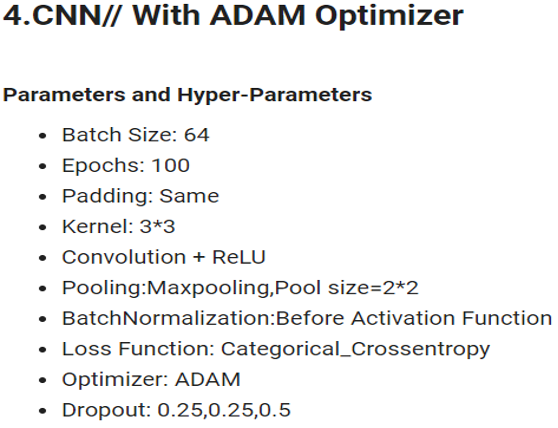 4.CNN// With ADAM Optimizer
Parameters and Hyper-Parameters
• Batch Size: 64
• Epochs: 100
• Padding: Same
• Kernel: 3*3
• Convolution + ReLU
• Pooling:Maxpooling,Pool size=2*2
• BatchNormalization:Before Activation Function
• Loss Function: Categorical_Crossentropy
• Optimizer: ADAM
• Dropout: 0.25,0.25,0.5